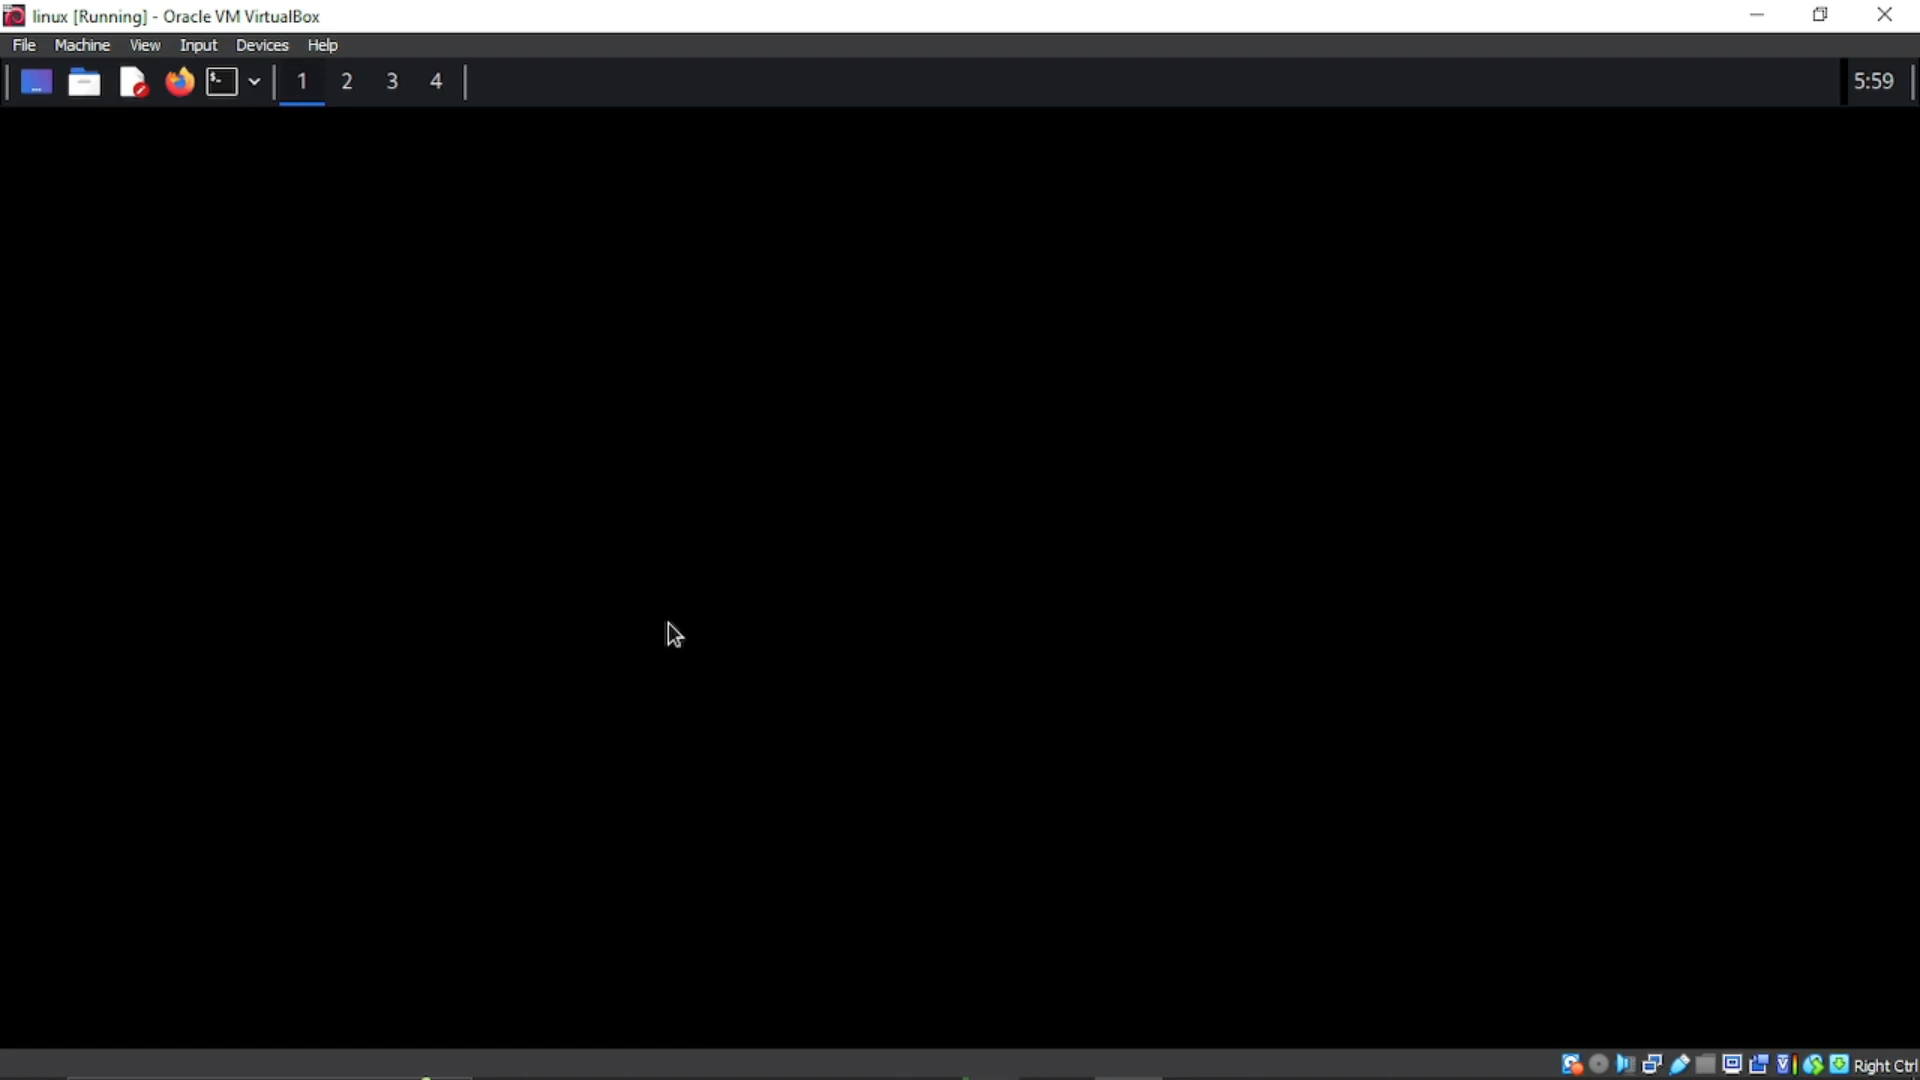 linux [Running] - Oracle VM VirtualBox
File Machine View Input Devices Help
$- 1 2 3 4 5:59
Right Ctrl